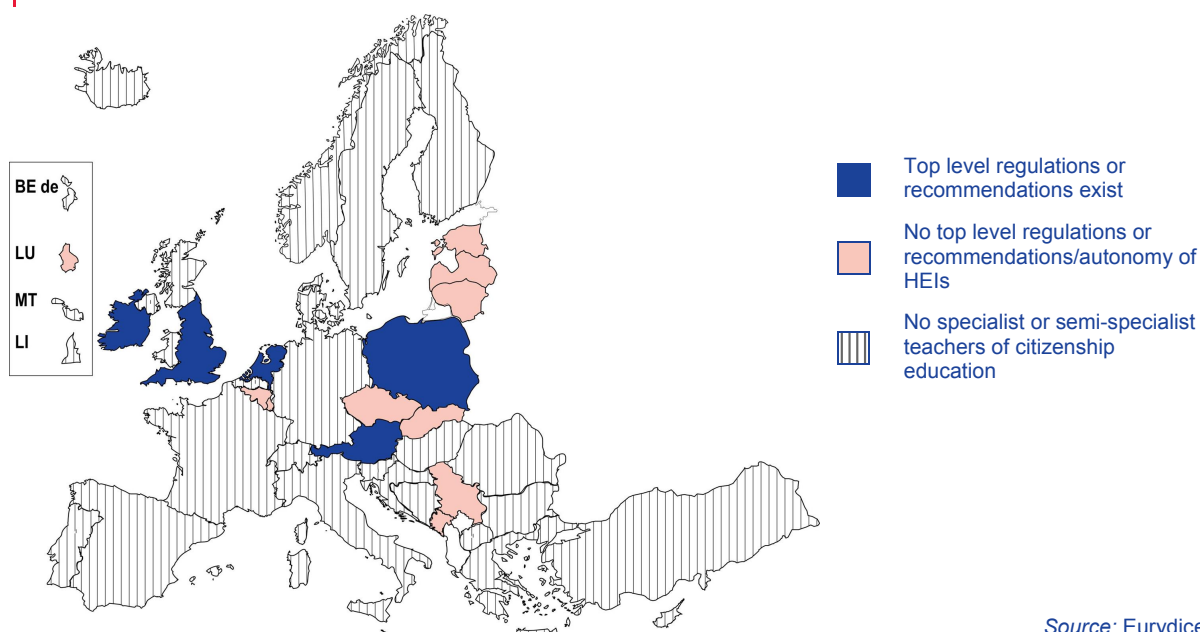 BE de
LU
MT
LI
Top level regulations or
recommendations exist
No top level regulations or
recommendations/autonomy of
HEIs
No specialist or semi-specialist
teachers of citizenship
education
Source: Eurydice